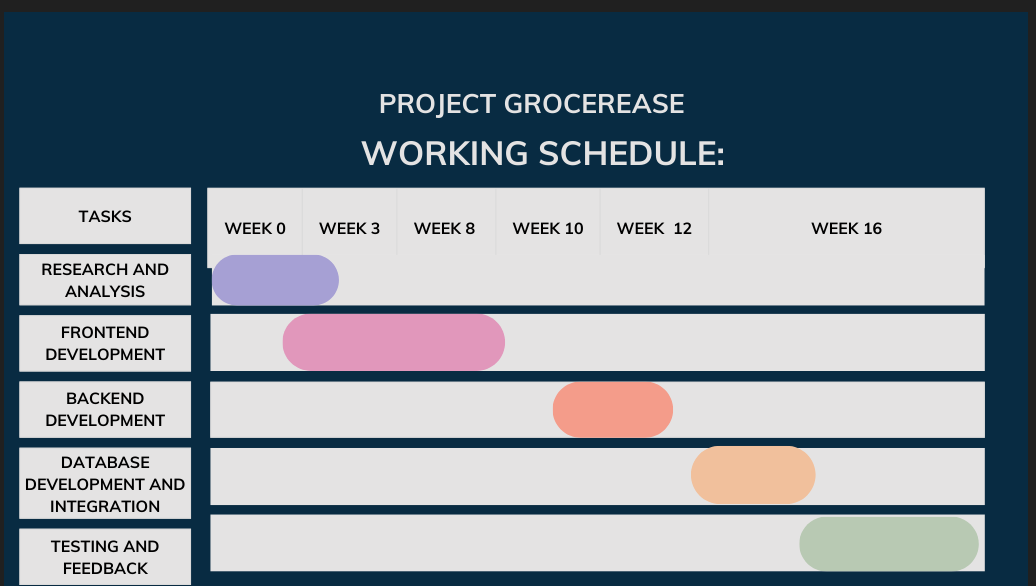 PROJECT GROCEREASE
WORKING SCHEDULE:
TASKS
WEEK 0 WEEK 3 WEEK 8 WEEK 10 WEEK 12 WEEK 16
RESEARCH AND
ANALYSIS
FRONTEND
DEVELOPMENT
BACKEND
DEVELOPMENT
DATABASE
DEVELOPMENT AND
INTEGRATION
TESTING AND
FEEDBACK